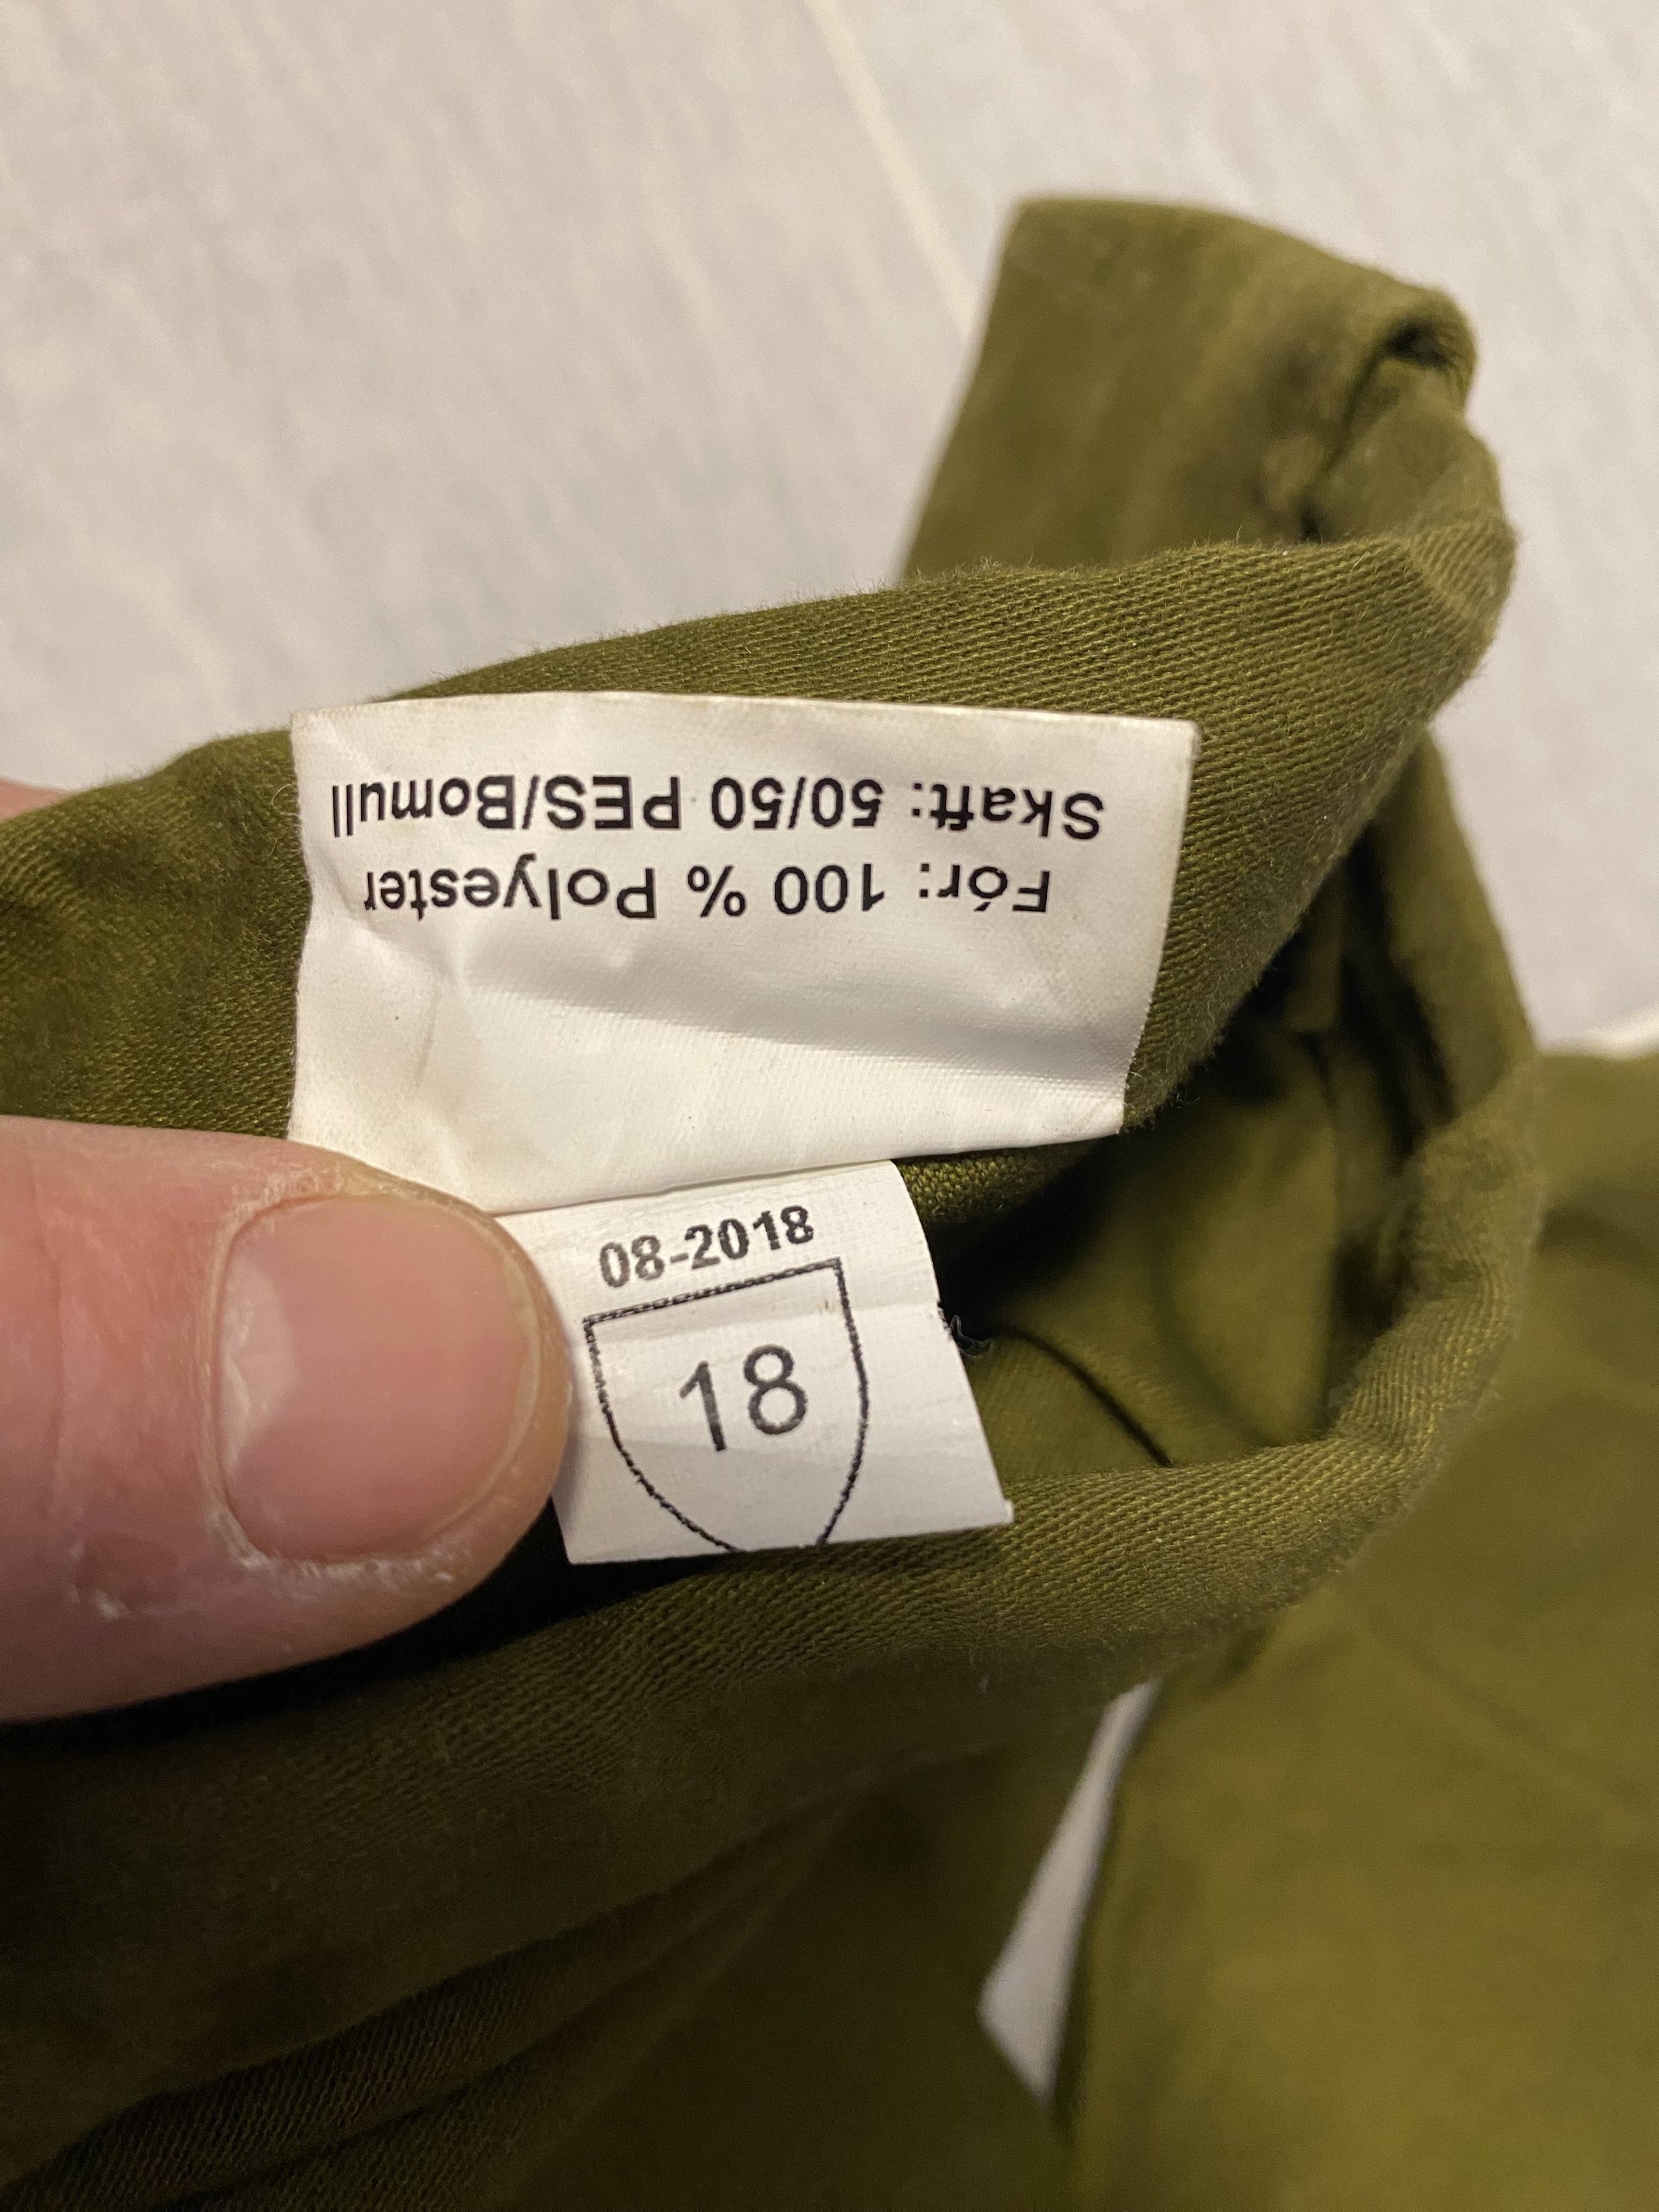 Skaft: 50/50 PES/Bomull
Fór: 100 % Polyester
08-2018
18